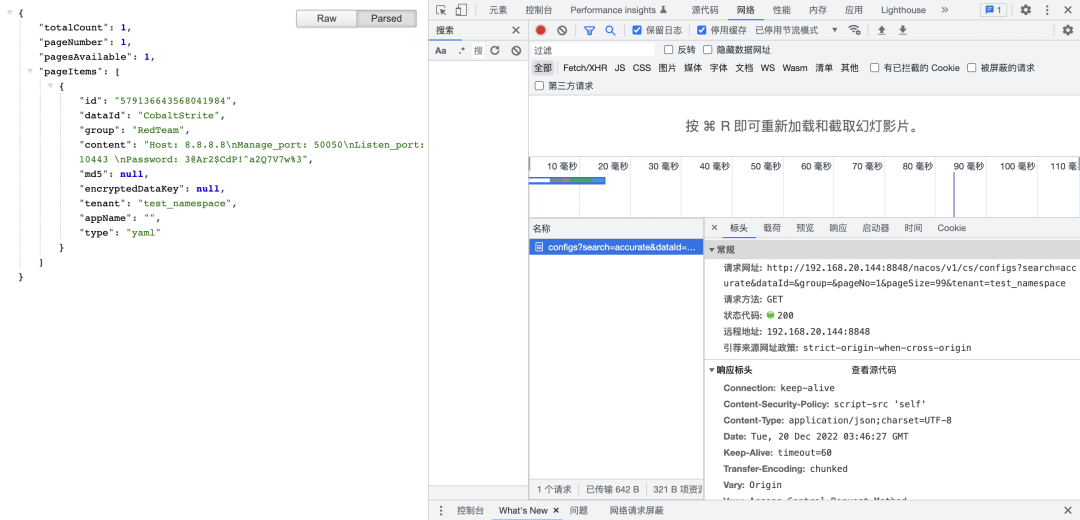 Raw
Parsed
{
"totalCount": 1,
"pageNumber": 1,
"pagesAvailable": 1,
"pageItems": [
{
"id": "579136643568041984",
"dataId": "CobaltStrite",
"group": "RedTeam",
"content": "Host: 8.8.8.8\nManage_port: 50050\nListen_port:
10443 \nPassword: 3@Ar2$CdP!^a2Q7V7w%3",
"md5": null,
"encryptedDataKey": null,
"tenant": "test_namespace",
"appName": "",
"type": "yaml"
}
]
}
元素 控制台 Performance insights 源代码 网络 性能 内存 应用 Lighthouse » 1
搜索
Aa .* 搜
保留日志 停用缓存 已停用节流模式
过滤 反转 隐藏数据网址
全部 Fetch/XHR JS CSS 图片 媒体 字体 文档 WS Wasm 清单 其他 有已拦截的 Cookie 被屏蔽的请求
第三方请求
按 ⌘ R 即可重新加载和截取幻灯影片。
10 毫秒 20 毫秒 30 毫秒 40 毫秒 50 毫秒 60 毫秒 70 毫秒 80 毫秒 90 毫秒 100 毫秒 110 毫
名称
configs?search=accurate&dataId=...
× 标头 载荷 预览 响应 启动器 时间 Cookie
常规
请求网址: http://192.168.20.144:8848/nacos/v1/cs/configs?search=acc
urate&dataId=&group=&pageNo=1&pageSize=99&tenant=test_namespace
请求方法: GET
状态代码: 200
远程地址: 192.168.20.144:8848
引荐来源网址政策: strict-origin-when-cross-origin
响应标头 查看源代码
Connection: keep-alive
Content-Security-Policy: script-src 'self'
Content-Type: application/json;charset=UTF-8
Date: Tue, 20 Dec 2022 03:46:27 GMT
Keep-Alive: timeout=60
Transfer-Encoding: chunked
Vary: Origin
Vary: Access-Control-Request-Method
1 个请求 已传输 642 B 321 B 项资源
控制台 What's New × 问题 网络请求屏蔽